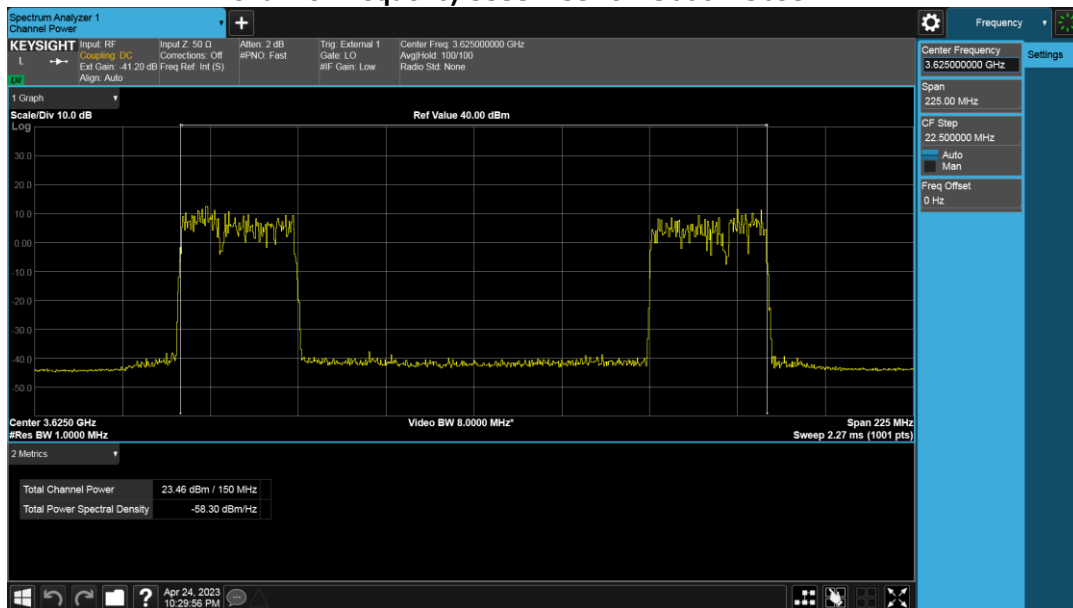 Spectrum Analyzer 1
Channel Power
Frequency
KEYSIGHT
L
LXI
Input: RF
Coupling: DC
Ext Gain: -41.20 dB
Align: Auto
Input Z: 50 Ω
Corrections: Off
Freq Ref: Int (S)
Atten: 2 dB
#PNO: Fast
Trig: External 1
Gate: LO
#IF Gain: Low
Center Freq: 3.625000000 GHz
Avg|Hold: 100/100
Radio Std: None
Center Frequency
3.625000000 GHz
Settings
Span
225.00 MHz
CF Step
22.500000 MHz
Auto
Man
Freq Offset
0 Hz
1 Graph
Scale/Div 10.0 dB
Ref Value 40.00 dBm
Log
30.0
20.0
10.0
0.00
-10.0
-20.0
-30.0
-40.0
-50.0
Center 3.6250 GHz
Video BW 8.0000 MHz*
Span 225 MHz
#Res BW 1.0000 MHz
Sweep 2.27 ms (1001 pts)
2 Metrics
Total Channel Power 23.46 dBm / 150 MHz
Total Power Spectral Density -58.30 dBm/Hz
Apr 24, 2023
10:29:56 PM